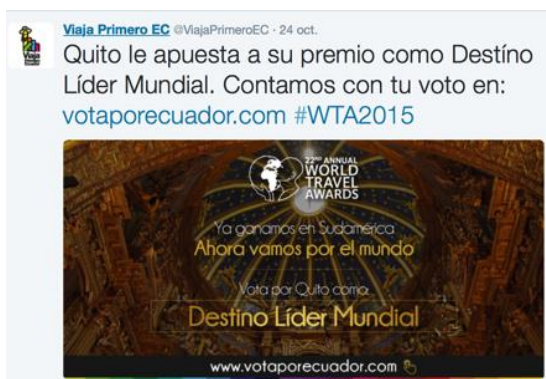 Viaja Primero EC @ViajaPrimeroEC · 24 oct.
Quito le apuesta a su premio como Destíno
Líder Mundial. Contamos con tu voto en:
votaporecuador.com #WTA2015
22ND ANNUAL
WORLD
TRAVEL
AWARDS
Ya ganamos en Sudamérica
Ahora vamos por el mundo
Vota por Quito como:
Destino Líder Mundial
www.votaporecuador.com